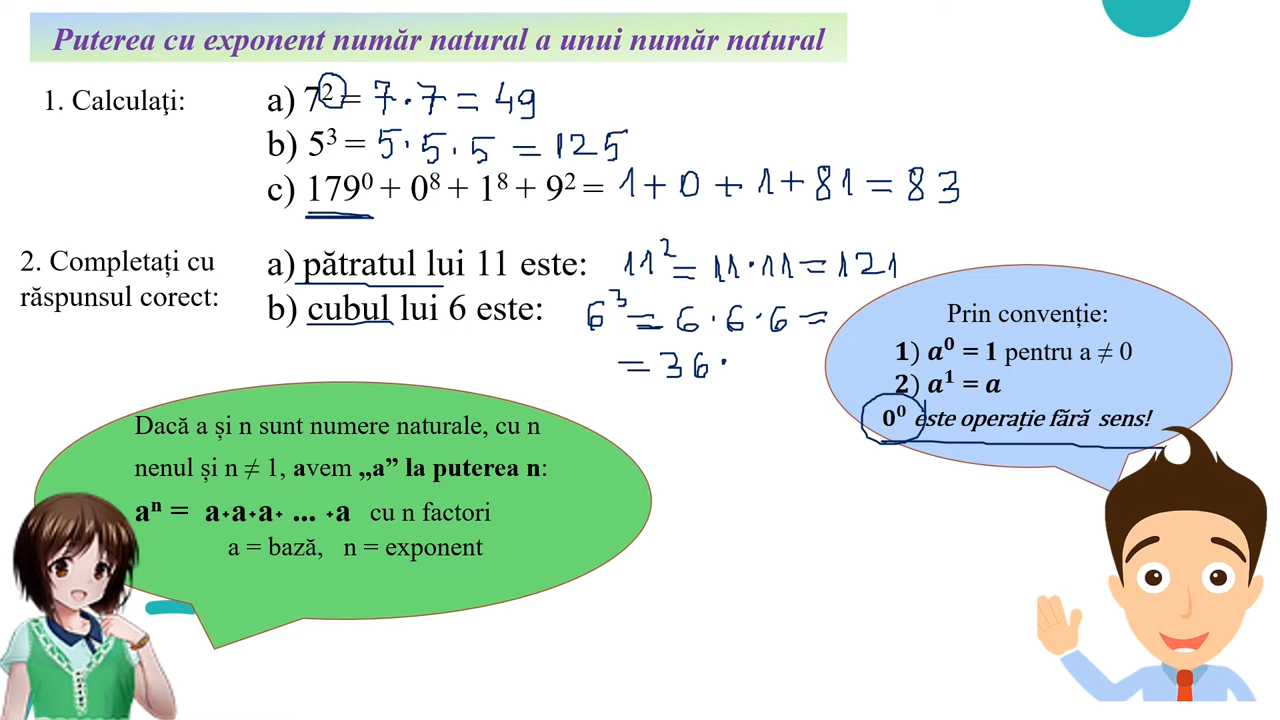 Puterea cu exponent număr natural a unui număr natural
1. Calculaţi:
a) 7² = 7 · 7 = 49
b) 5³ = 5 · 5 · 5 = 125
c) 179⁰ + 0⁸ + 1⁸ + 9² = 1 + 0 + 1 + 81 = 83
2. Completați cu
răspunsul corect:
a) pătratul lui 11 este: 11² = 11 · 11 = 121
b) cubul lui 6 este: 6³ = 6 · 6 · 6 =
= 36 ·
Prin convenție:
1) a⁰ = 1 pentru a ≠ 0
2) a¹ = a
0⁰ este operație fără sens!
Dacă a și n sunt numere naturale, cu n
nenul și n ≠ 1, avem „a” la puterea n:
aⁿ = a·a·a· ... ·a cu n factori
a = bază, n = exponent